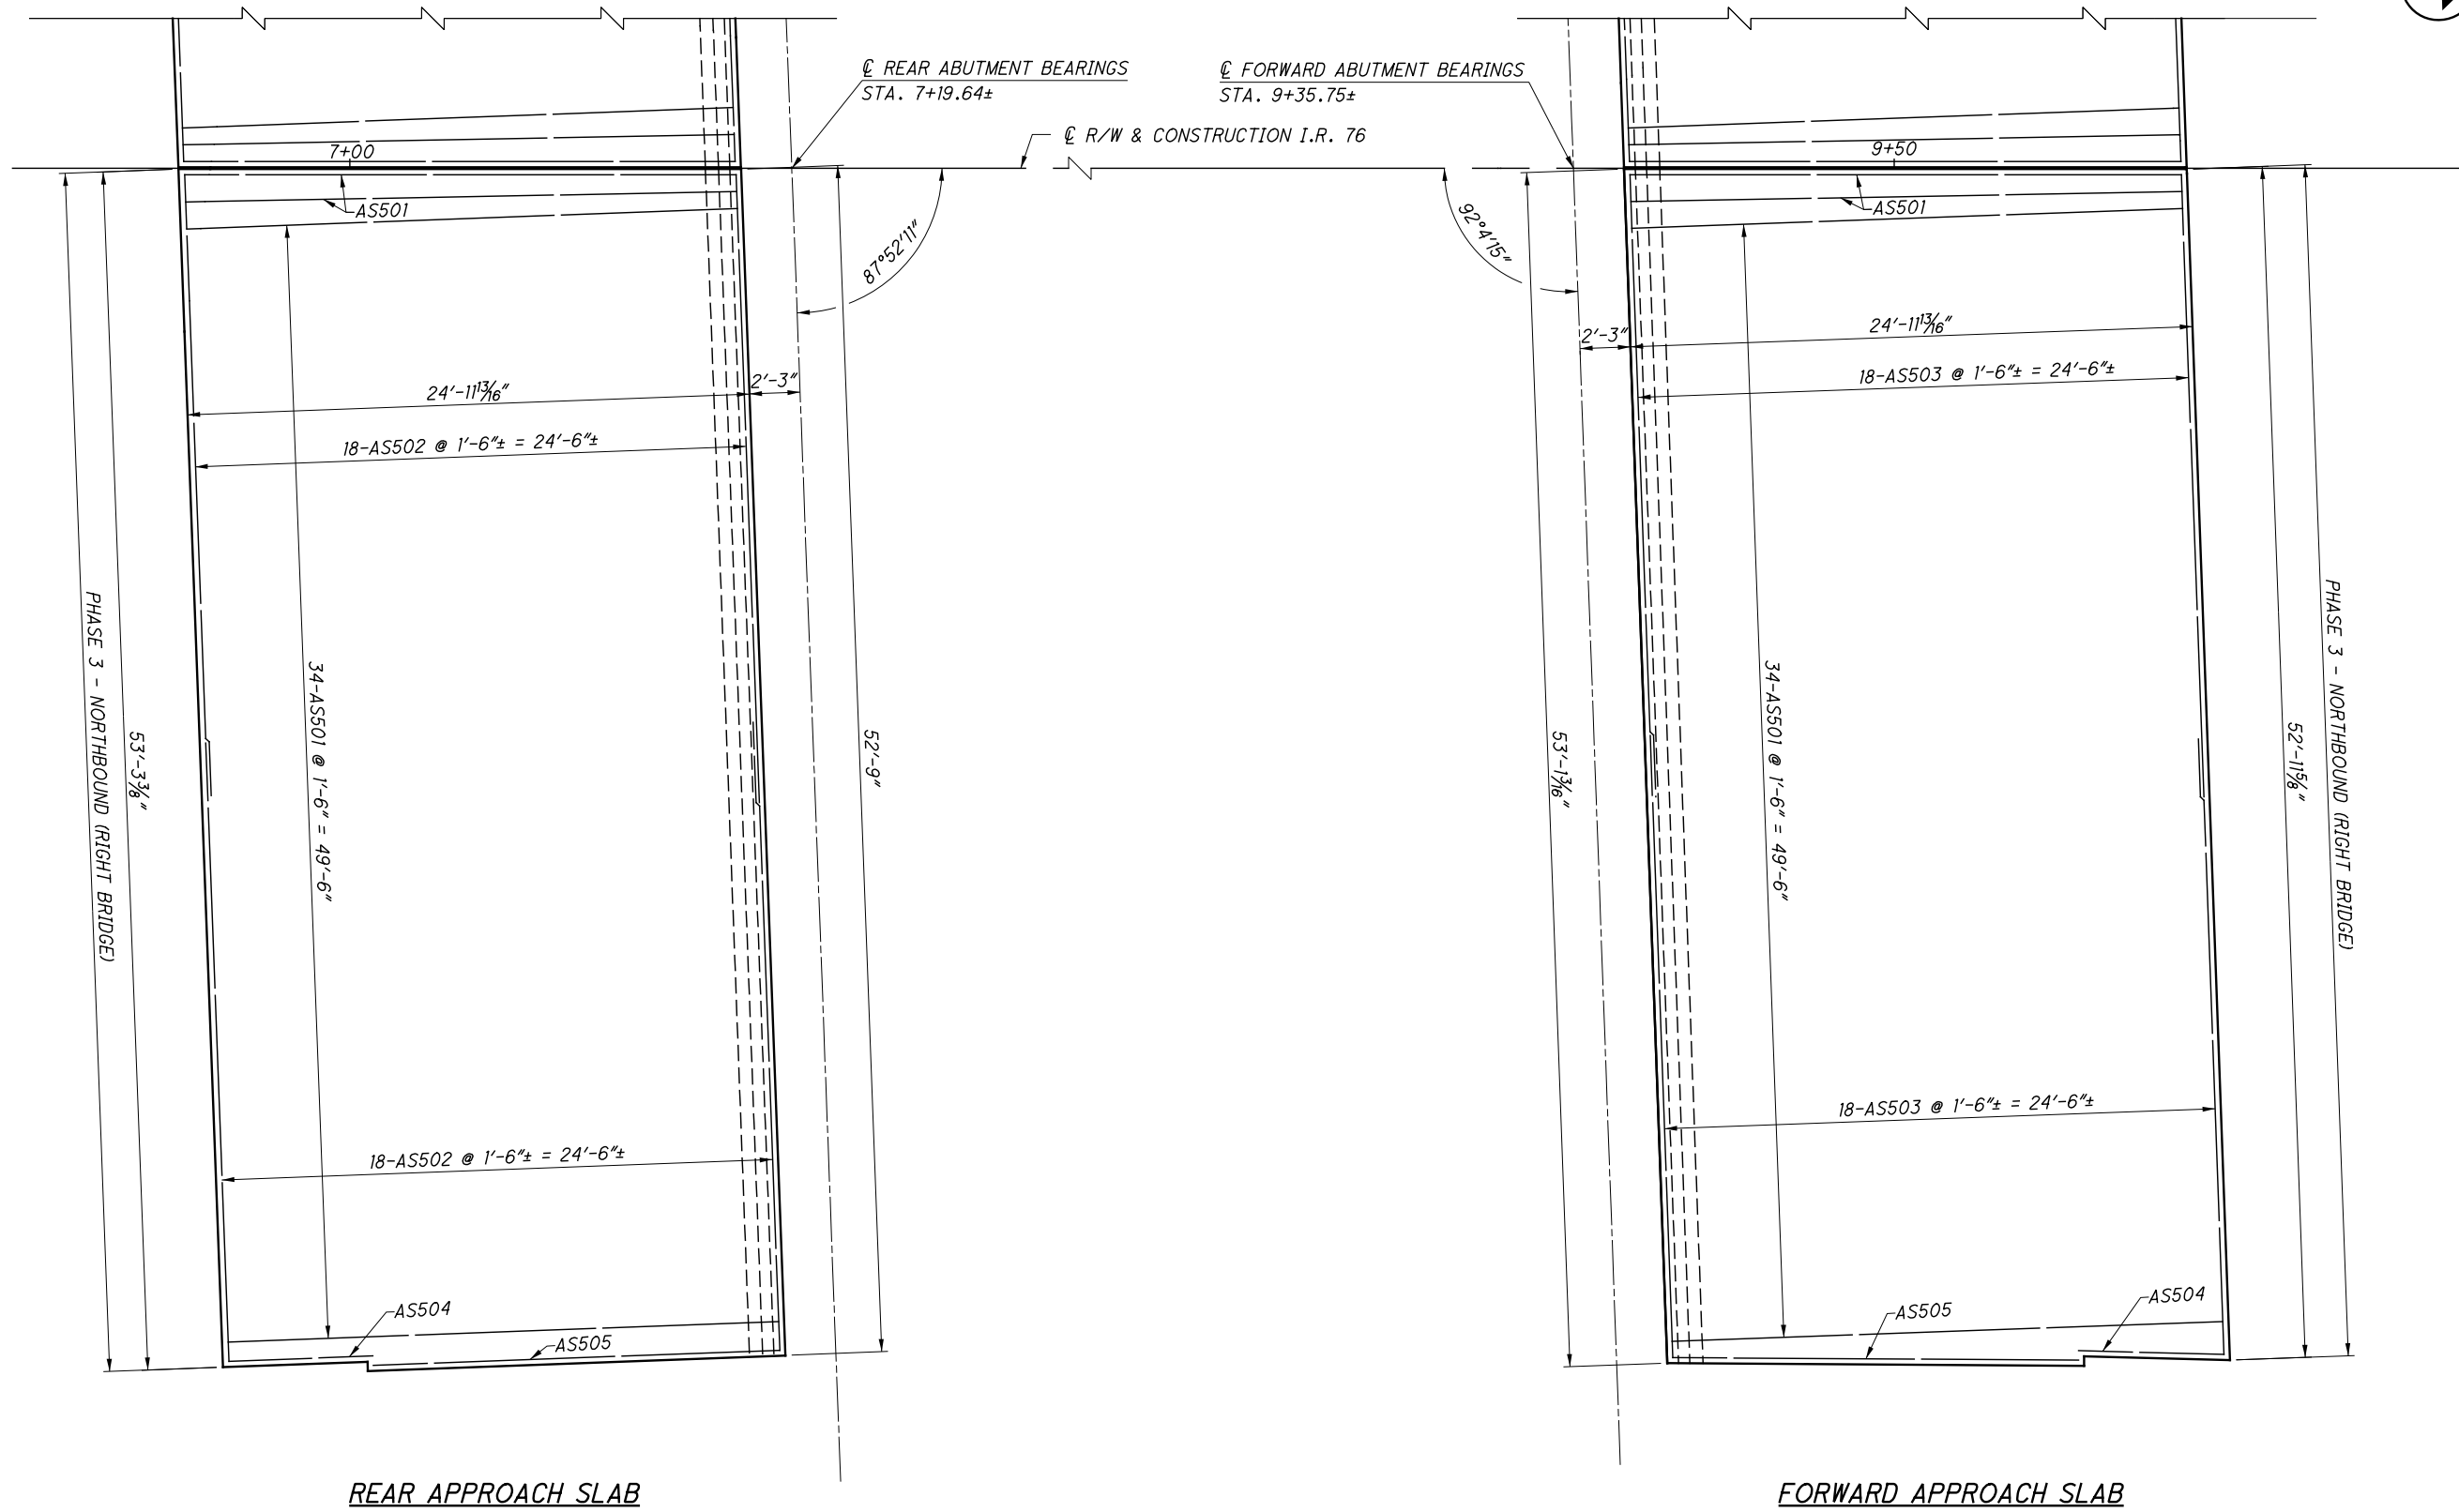 ℄ REAR ABUTMENT BEARINGS
STA. 7+19.64±
℄ FORWARD ABUTMENT BEARINGS
STA. 9+35.75±
℄ R/W & CONSTRUCTION I.R. 76
7+00
9+50
AS501
AS501
87°52'11"
92°4'15"
24'-11 13/16"
2'-3"
2'-3"
24'-11 13/16"
18-AS502 @ 1'-6"± = 24'-6"±
18-AS503 @ 1'-6"± = 24'-6"±
PHASE 3 - NORTHBOUND (RIGHT BRIDGE)
53'-3 3/8"
34-AS501 @ 1'-6" = 49'-6"
52'-9"
53'-1 3/16"
34-AS501 @ 1'-6" = 49'-6"
52'-11 5/8"
PHASE 3 - NORTHBOUND (RIGHT BRIDGE)
18-AS502 @ 1'-6"± = 24'-6"±
18-AS503 @ 1'-6"± = 24'-6"±
AS504
AS505
AS505
AS504
REAR APPROACH SLAB
FORWARD APPROACH SLAB